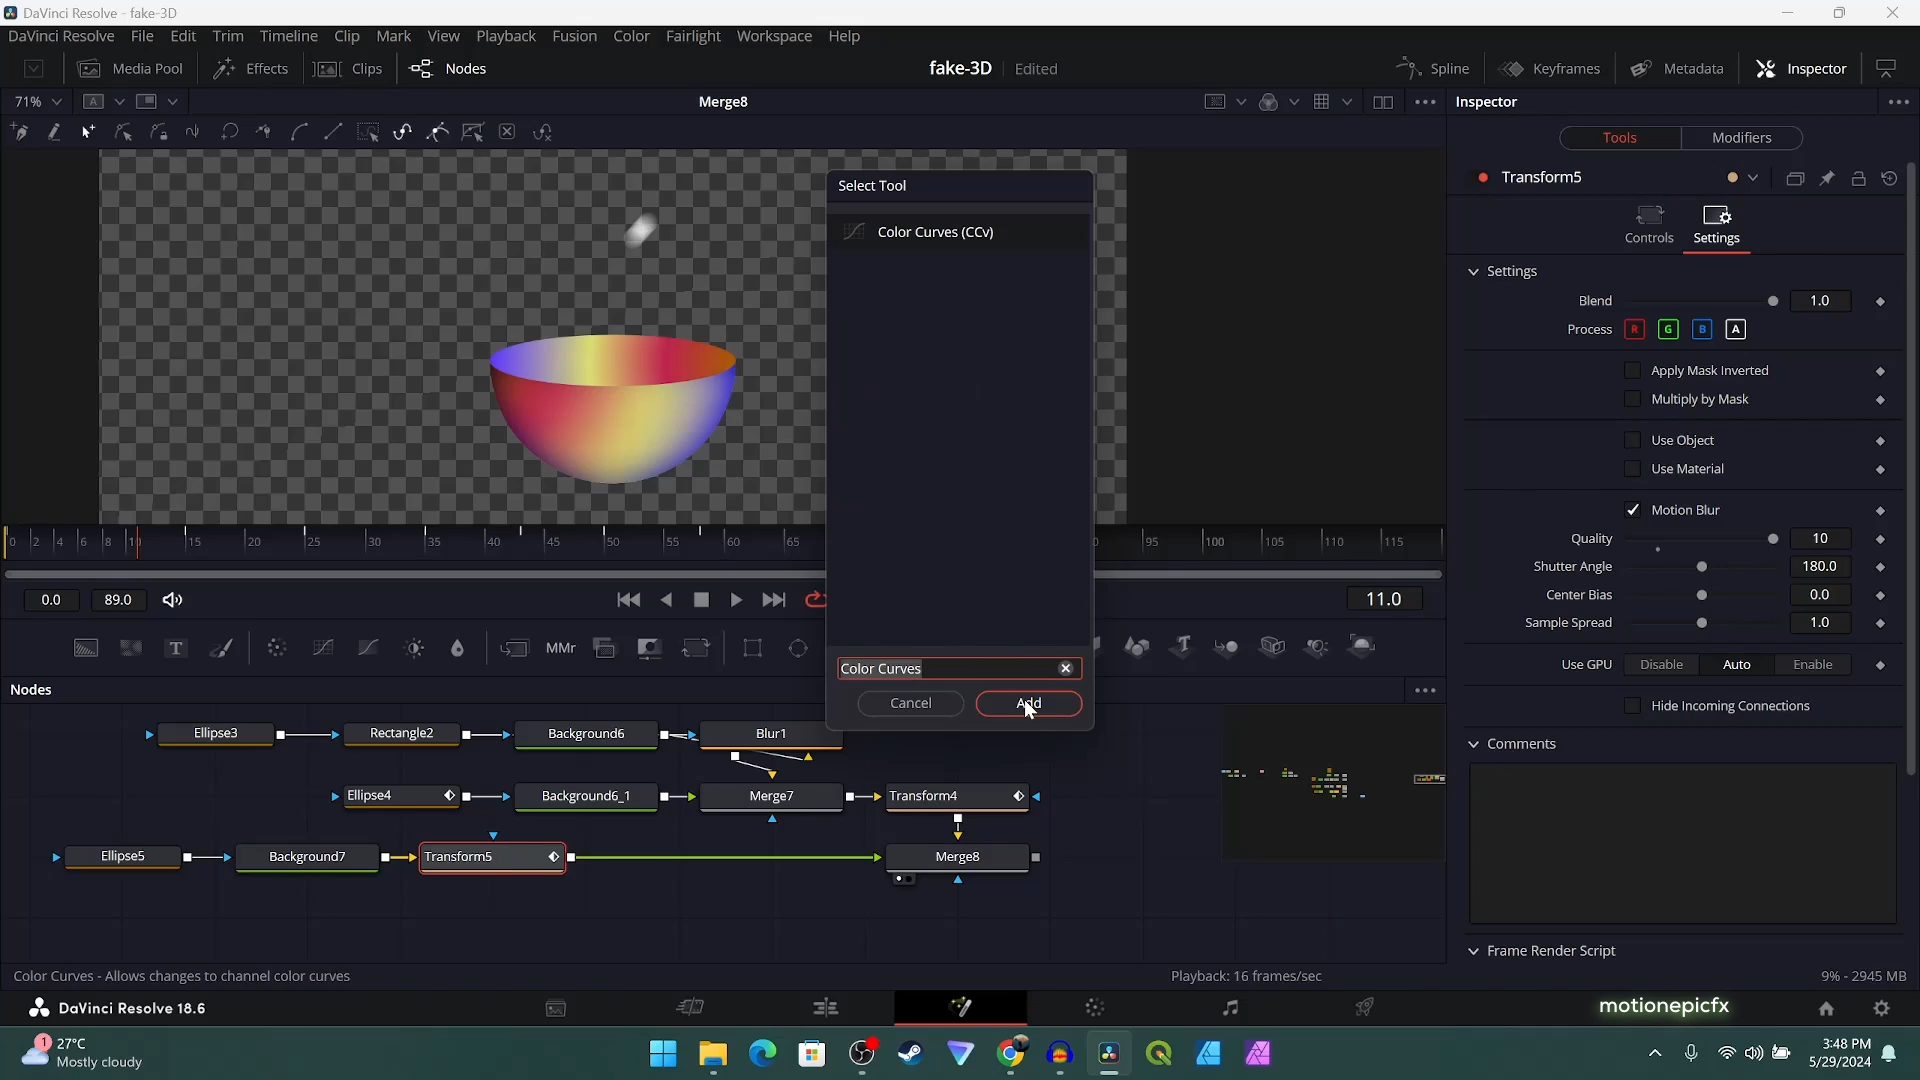 DaVinci Resolve - fake-3D
DaVinci Resolve File Edit Trim Timeline Clip Mark View Playback Fusion Color Fairlight Workspace Help
Media Pool Effects Clips Nodes fake-3D Edited Spline Keyframes Metadata Inspector
71% A Merge8 Inspector
Tools Modifiers
Transform5
Controls Settings
Settings
Blend 1.0
Process R G B A
Apply Mask Inverted
Multiply by Mask
Use Object
Use Material
Motion Blur
Quality 10
Shutter Angle 180.0
Center Bias 0.0
Sample Spread 1.0
Use GPU Disable Auto Enable
Hide Incoming Connections
Comments
Frame Render Script
Select Tool
Color Curves (CCv)
Color Curves
Cancel Add
0 2 4 6 8 15 20 25 30 35 40 45 50 55 60 65 95 100 105 110 115
0.0 89.0 11.0
T MMr T
Nodes
Ellipse3 Rectangle2 Background6 Blur1
Ellipse4 Background6_1 Merge7 Transform4
Ellipse5 Background7 Transform5 Merge8
Color Curves - Allows changes to channel color curves Playback: 16 frames/sec 9% - 2945 MB
DaVinci Resolve 18.6 motionepicfx
1 27°C
Mostly cloudy
3:48 PM
5/29/2024